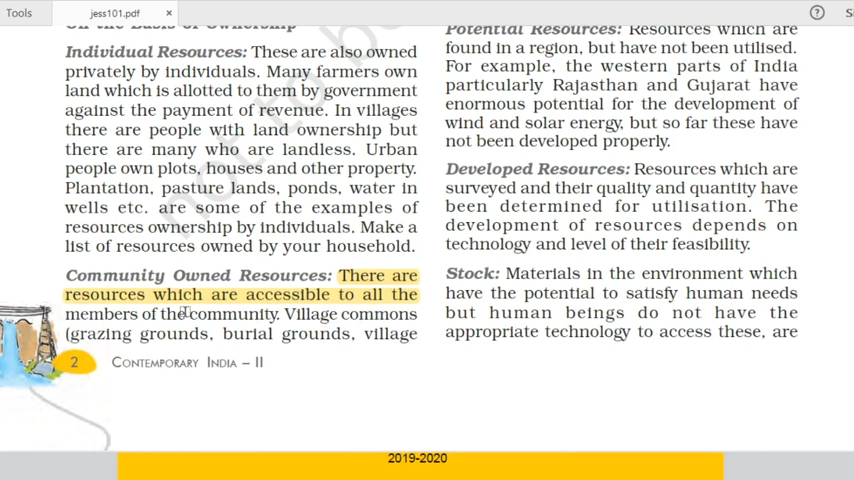 Tools
jess101.pdf
×
?
On the Basis of Ownership
Individual Resources: These are also owned
privately by individuals. Many farmers own
land which is allotted to them by government
against the payment of revenue. In villages
there are people with land ownership but
there are many who are landless. Urban
people own plots, houses and other property.
Plantation, pasture lands, ponds, water in
wells etc. are some of the examples of
resources ownership by individuals. Make a
list of resources owned by your household.
Community Owned Resources: There are
resources which are accessible to all the
members of the community. Village commons
(grazing grounds, burial grounds, village
Potential Resources: Resources which are
found in a region, but have not been utilised.
For example, the western parts of India
particularly Rajasthan and Gujarat have
enormous potential for the development of
wind and solar energy, but so far these have
not been developed properly.
Developed Resources: Resources which are
surveyed and their quality and quantity have
been determined for utilisation. The
development of resources depends on
technology and level of their feasibility.
Stock: Materials in the environment which
have the potential to satisfy human needs
but human beings do not have the
appropriate technology to access these, are
2 Contemporary India – II
not to be
2019-2020